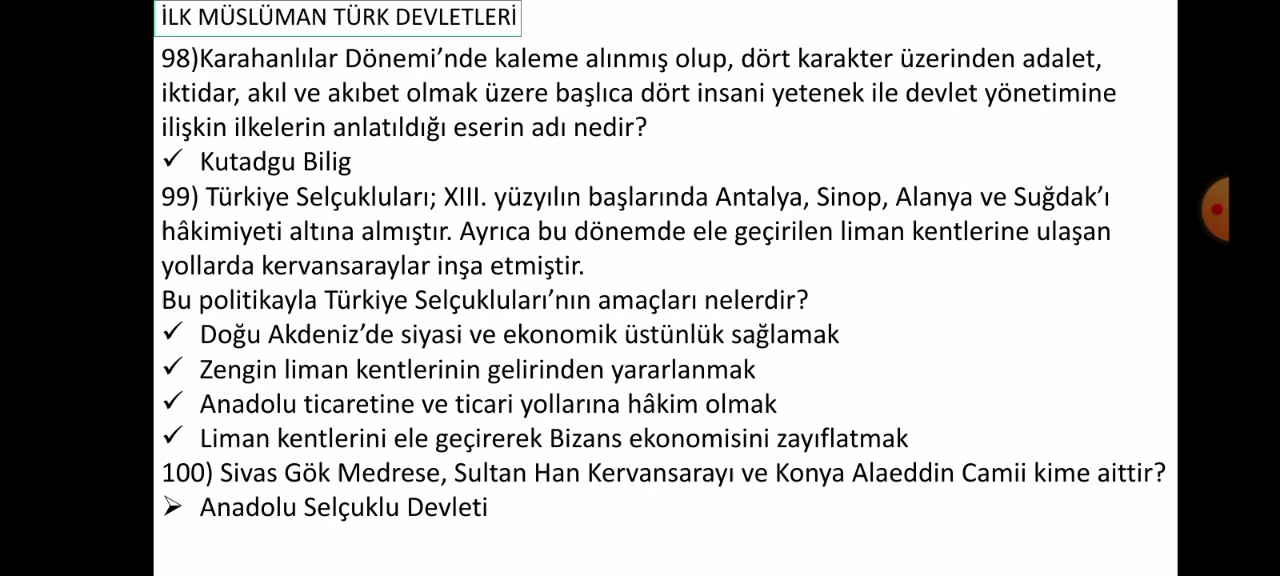 İLK MÜSLÜMAN TÜRK DEVLETLERİ
98)Karahanlılar Dönemi’nde kaleme alınmış olup, dört karakter üzerinden adalet,
iktidar, akıl ve akıbet olmak üzere başlıca dört insani yetenek ile devlet yönetimine
ilişkin ilkelerin anlatıldığı eserin adı nedir?
✓ Kutadgu Bilig
99) Türkiye Selçukluları; XIII. yüzyılın başlarında Antalya, Sinop, Alanya ve Suğdak’ı
hâkimiyeti altına almıştır. Ayrıca bu dönemde ele geçirilen liman kentlerine ulaşan
yollarda kervansaraylar inşa etmiştir.
Bu politikayla Türkiye Selçukluları’nın amaçları nelerdir?
✓ Doğu Akdeniz’de siyasi ve ekonomik üstünlük sağlamak
✓ Zengin liman kentlerinin gelirinden yararlanmak
✓ Anadolu ticaretine ve ticari yollarına hâkim olmak
✓ Liman kentlerini ele geçirerek Bizans ekonomisini zayıflatmak
100) Sivas Gök Medrese, Sultan Han Kervansarayı ve Konya Alaeddin Camii kime aittir?
➢ Anadolu Selçuklu Devleti